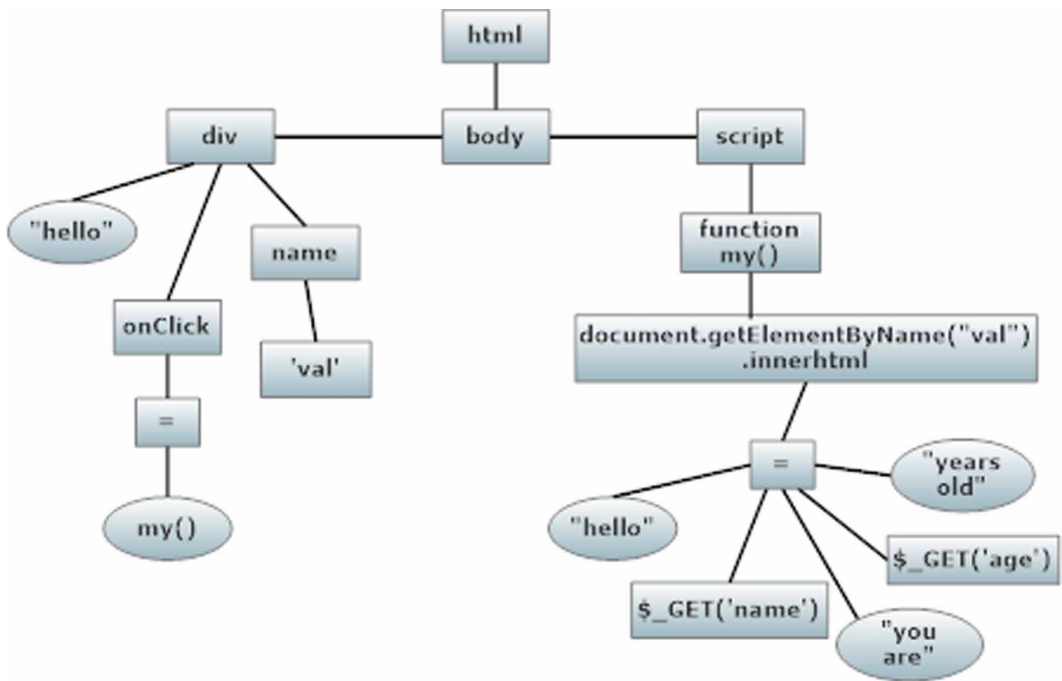 html
div
body
script
"hello"
name
function
my()
onClick
document.getElementByName("val")
.innerhtml
'val'
=
=
"years
old"
my()
"hello"
$_GET('age')
$_GET('name')
"you
are"